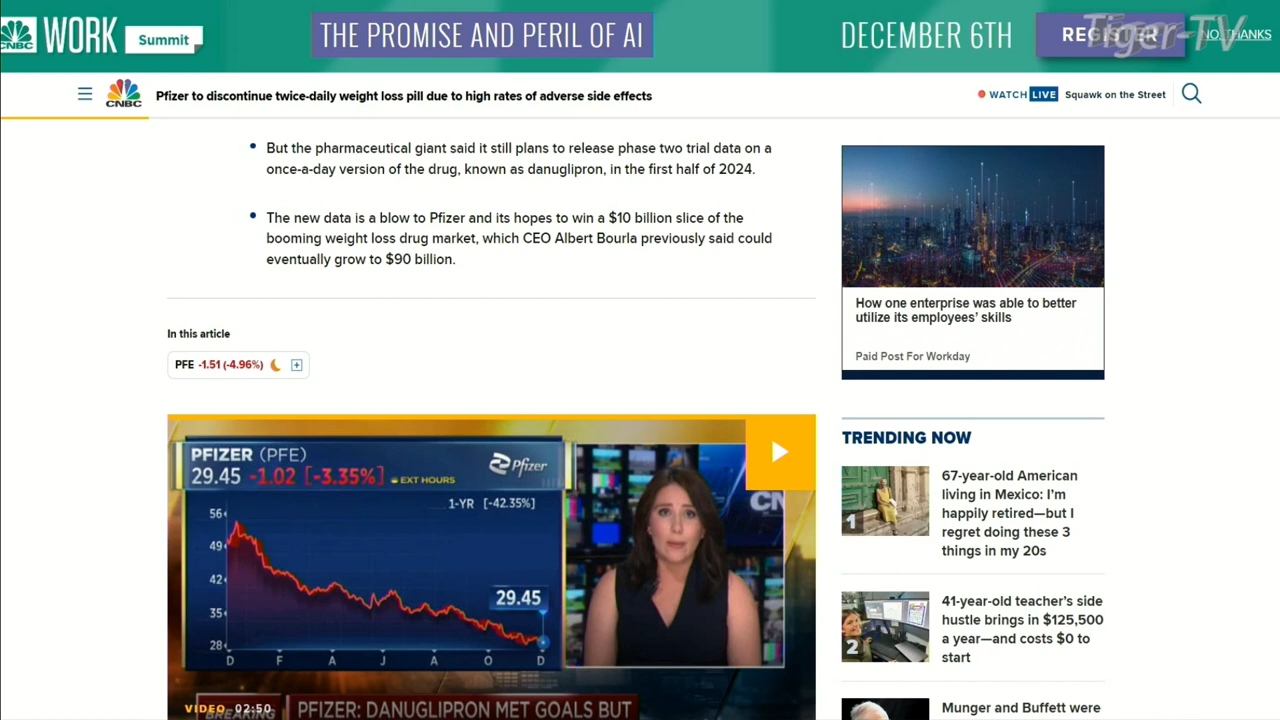 CNBC
WORK
Summit
THE PROMISE AND PERIL OF AI
DECEMBER 6TH
REGISTER
NO, THANKS
Tiger-TV
CNBC
Pfizer to discontinue twice-daily weight loss pill due to high rates of adverse side effects
WATCH LIVE
Squawk on the Street
But the pharmaceutical giant said it still plans to release phase two trial data on a
once-a-day version of the drug, known as danuglipron, in the first half of 2024.
The new data is a blow to Pfizer and its hopes to win a $10 billion slice of the
booming weight loss drug market, which CEO Albert Bourla previously said could
eventually grow to $90 billion.
In this article
PFE -1.51 (-4.96%)
PFIZER (PFE)
29.45 -1.02 [-3.35%]
EXT HOURS
Pfizer
1-YR [-42.35%]
56
49
42
35
28
29.45
D F A J A O D
CN
VIDEO 02:50
BREAKING
PFIZER: DANUGLIPRON MET GOALS BUT
How one enterprise was able to better
utilize its employees’ skills
Paid Post For Workday
TRENDING NOW
1
67-year-old American
living in Mexico: I’m
happily retired—but I
regret doing these 3
things in my 20s
2
41-year-old teacher’s side
hustle brings in $125,500
a year—and costs $0 to
start
Munger and Buffett were